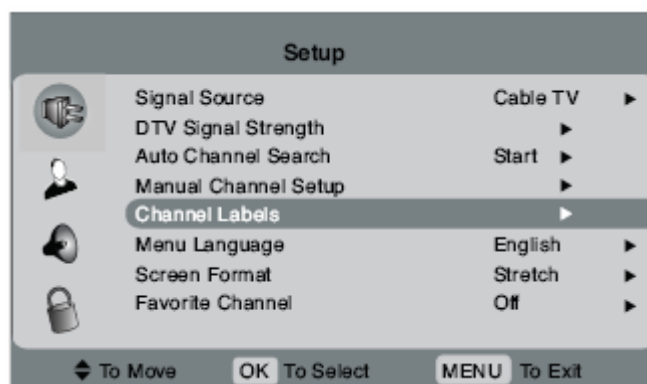 Setup
Signal Source Cable TV
DTV Signal Strength
Auto Channel Search Start
Manual Channel Setup
Channel Labels
Menu Language English
Screen Format Stretch
Favorite Channel Off
To Move OK To Select MENU To Exit